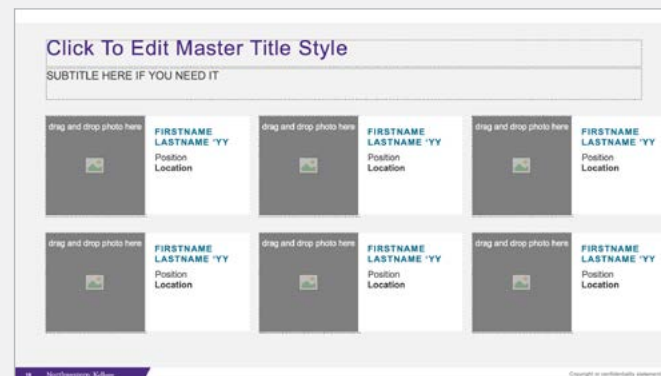 Click To Edit Master Title Style
SUBTITLE HERE IF YOU NEED IT
drag and drop photo here
FIRSTNAME
LASTNAME 'YY
Position
Location
drag and drop photo here
FIRSTNAME
LASTNAME 'YY
Position
Location
drag and drop photo here
FIRSTNAME
LASTNAME 'YY
Position
Location
drag and drop photo here
FIRSTNAME
LASTNAME 'YY
Position
Location
drag and drop photo here
FIRSTNAME
LASTNAME 'YY
Position
Location
drag and drop photo here
FIRSTNAME
LASTNAME 'YY
Position
Location
Northwestern Kellogg
Copyright or confidentiality statement